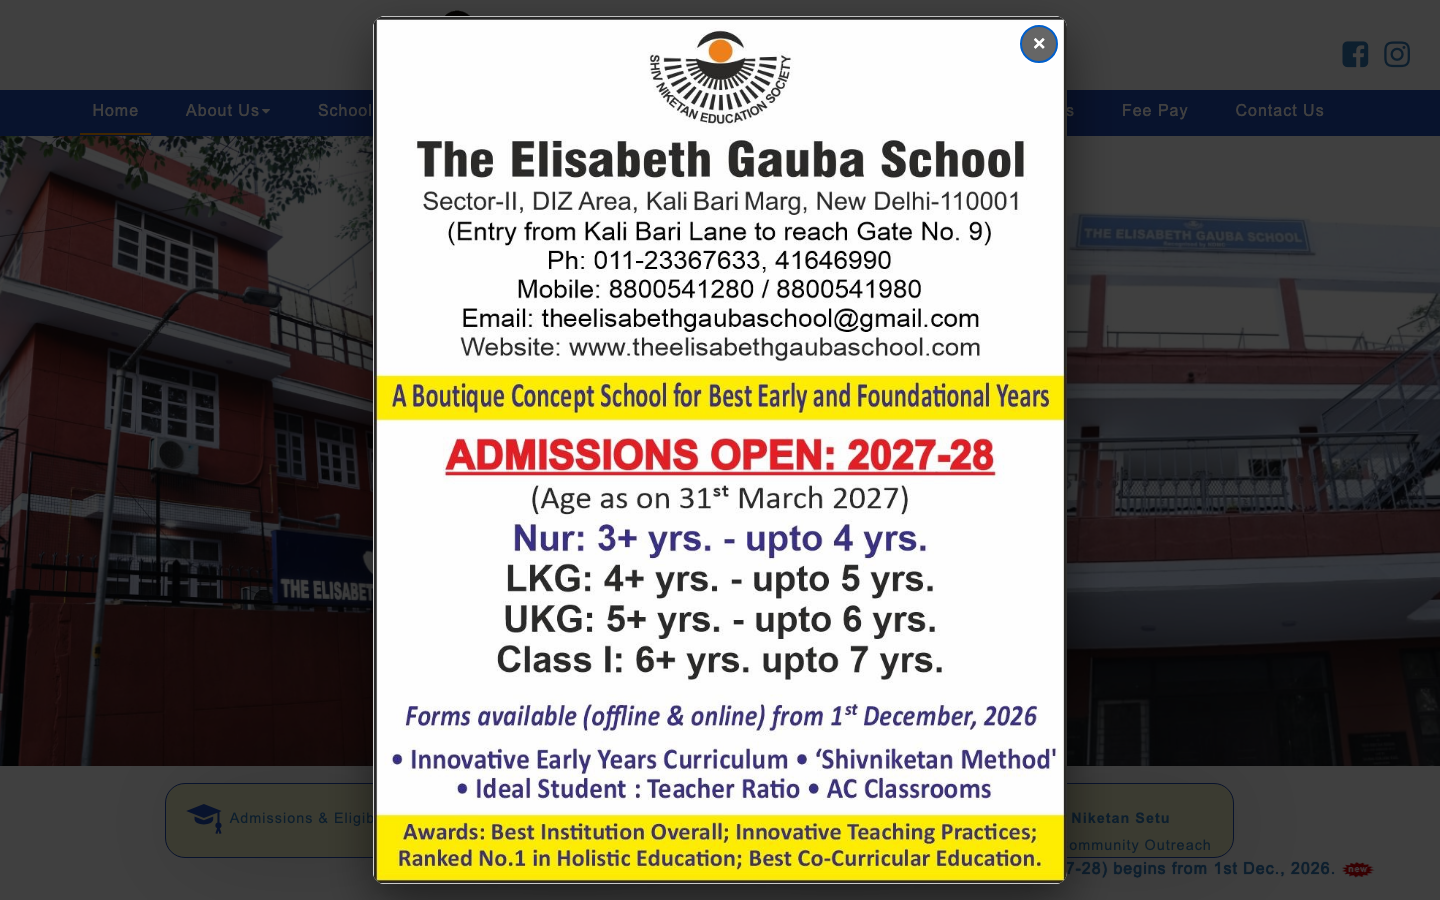 Home
About Us
School
s
Fee Pay
Contact Us
SHIV NIKETAN EDUCATION SOCIETY
The Elisabeth Gauba School
Sector-II, DIZ Area, Kali Bari Marg, New Delhi-110001
(Entry from Kali Bari Lane to reach Gate No. 9)
Ph: 011-23367633, 41646990
Mobile: 8800541280 / 8800541980
Email: theelisabethgaubaschool@gmail.com
Website: www.theelisabethgaubaschool.com
A Boutique Concept School for Best Early and Foundational Years
ADMISSIONS OPEN: 2027-28
(Age as on 31st March 2027)
Nur: 3+ yrs. - upto 4 yrs.
LKG: 4+ yrs. - upto 5 yrs.
UKG: 5+ yrs. - upto 6 yrs.
Class I: 6+ yrs. upto 7 yrs.
Forms available (offline & online) from 1st December, 2026
• Innovative Early Years Curriculum • ‘Shivniketan Method'
• Ideal Student : Teacher Ratio • AC Classrooms
Awards: Best Institution Overall; Innovative Teaching Practices;
Ranked No.1 in Holistic Education; Best Co-Curricular Education.
THE ELISABETH GAUBA SCHOOL
THE ELISABET
Admissions & Eligib
Niketan Setu
ommunity Outreach
7-28) begins from 1st Dec., 2026.
new